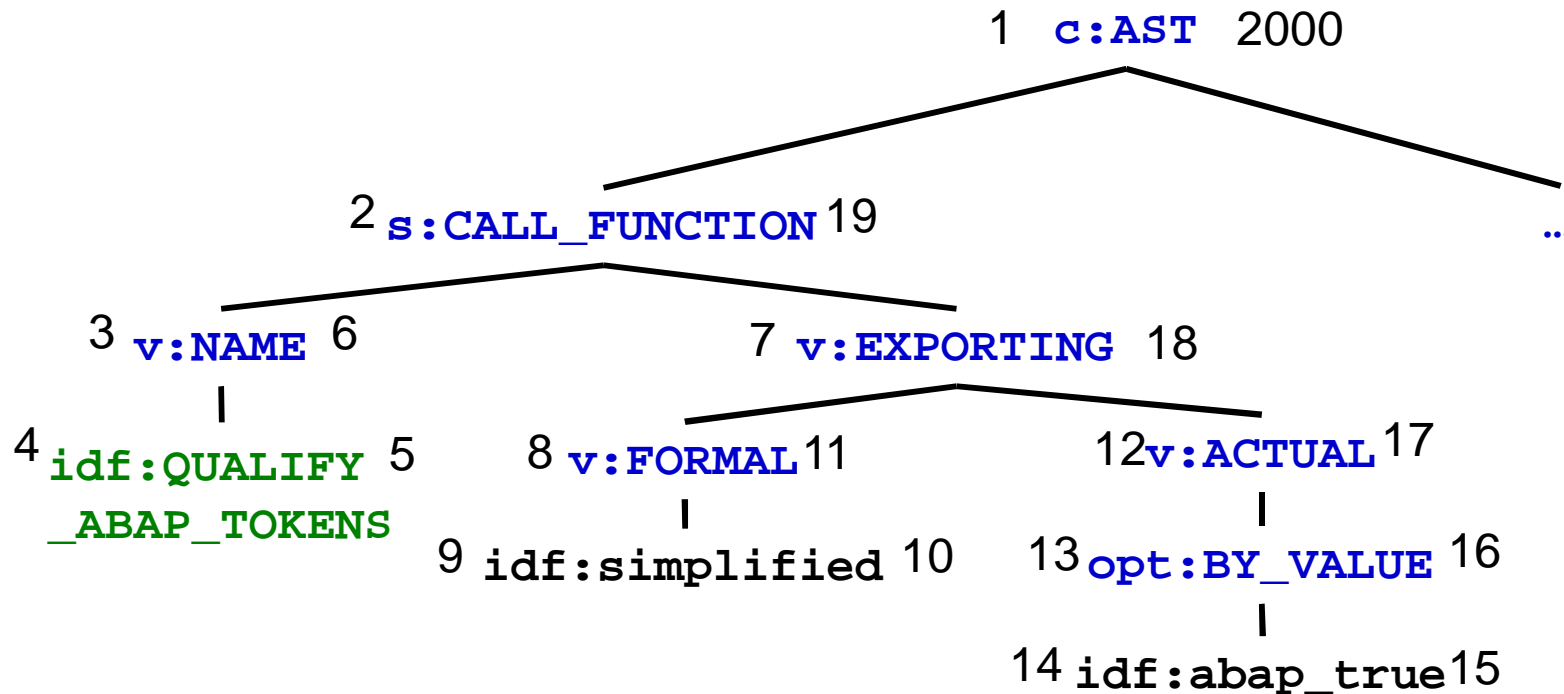 1 c:AST 2000
2 s:CALL_FUNCTION 19
..
3 v:NAME 6
7 v:EXPORTING 18
4 idf:QUALIFY 5
_ABAP_TOKENS
8 v:FORMAL 11
12 v:ACTUAL 17
9 idf:simplified 10
13 opt:BY_VALUE 16
14 idf:abap_true 15